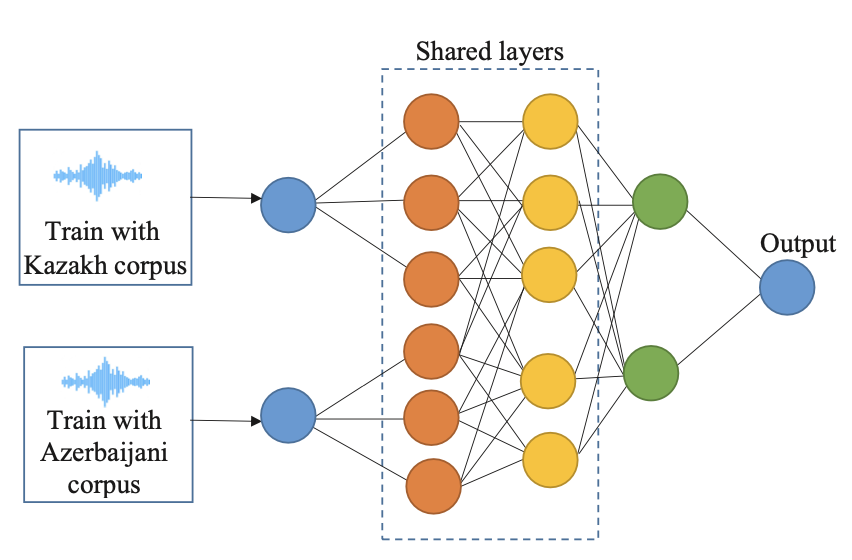 Shared layers
Train with
Kazakh corpus
Output
Train with
Azerbaijani
corpus